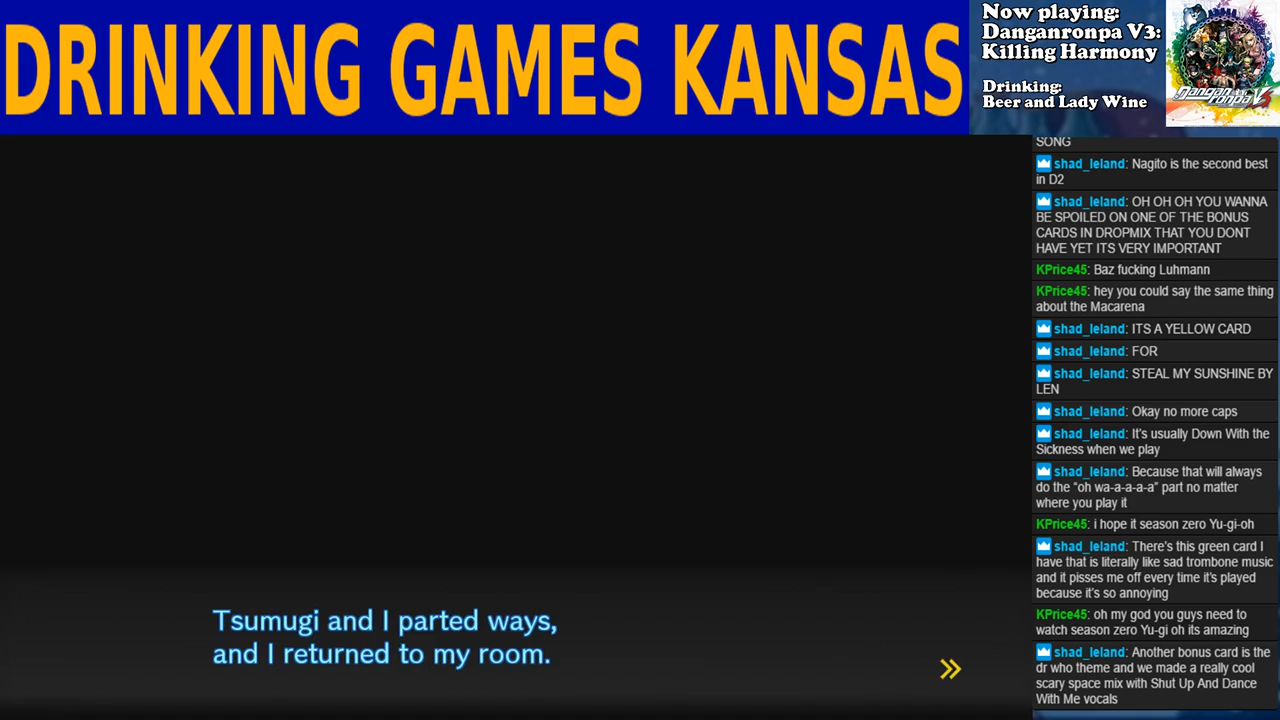 DRINKING GAMES KANSAS
Now playing:
Danganronpa V3:
Killing Harmony
Drinking:
Beer and Lady Wine
SONG
shad_leland: Nagito is the second best
in D2
shad_leland: OH OH OH YOU WANNA
BE SPOILED ON ONE OF THE BONUS
CARDS IN DROPMIX THAT YOU DONT
HAVE YET ITS VERY IMPORTANT
KPrice45: Baz fucking Luhmann
KPrice45: hey you could say the same thing
about the Macarena
shad_leland: ITS A YELLOW CARD
shad_leland: FOR
shad_leland: STEAL MY SUNSHINE BY
LEN
shad_leland: Okay no more caps
shad_leland: It's usually Down With the
Sickness when we play
shad_leland: Because that will always
do the “oh wa-a-a-a-a” part no matter
where you play it
KPrice45: i hope it season zero Yu-gi-oh
shad_leland: There's this green card I
have that is literally like sad trombone music
and it pisses me off every time it's played
because it's so annoying
KPrice45: oh my god you guys need to
watch season zero Yu-gi oh its amazing
shad_leland: Another bonus card is the
dr who theme and we made a really cool
scary space mix with Shut Up And Dance
With Me vocals
Tsumugi and I parted ways,
and I returned to my room.